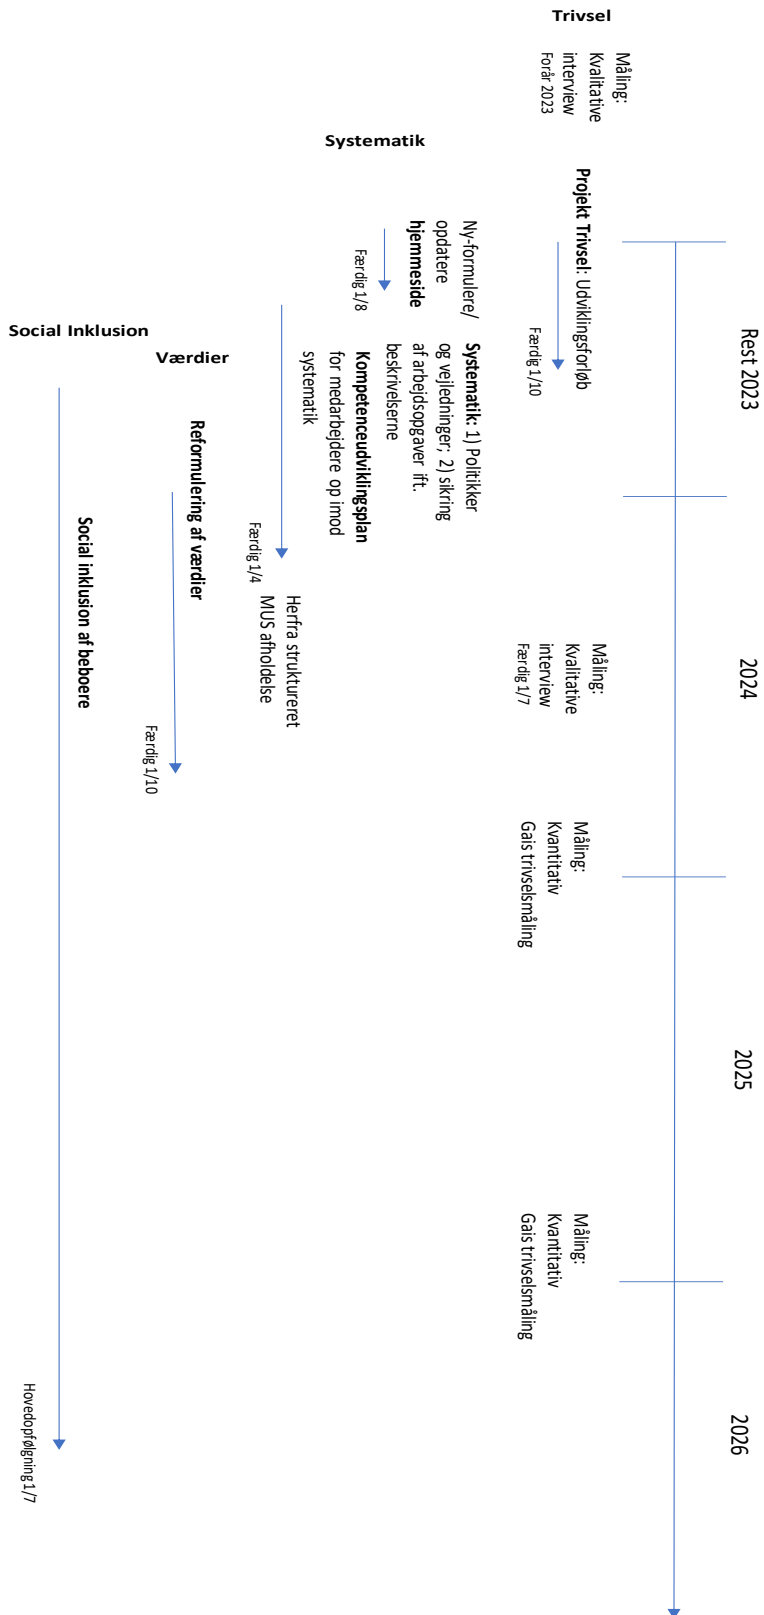 Rest 2023
2024
2025
2026
Trivsel
Måling:
Kvalitative
interview
Forår 2023
Projekt Trivsel: Udviklingsforløb
Færdig 1/10
Måling:
Kvalitative
interview
Færdig 1/7
Måling:
Kvantitativ
Gais trivselsmåling
Måling:
Kvantitativ
Gais trivselsmåling
Systematik
Ny-formulere/
opdatere
hjemmeside
Færdig 1/8
Systematik: 1) Politikker
og vejledninger; 2) sikring
af arbejdsopgaver ift.
beskrivelserne
Kompetenceudviklingsplan
for medarbejdere op imod
systematik
Færdig 1/4
Herfra struktureret
MUS afholdelse
Værdier
Reformulering af værdier
Færdig 1/10
Social Inklusion
Social inklusion af beboere
Hovedopfølgning 1/7